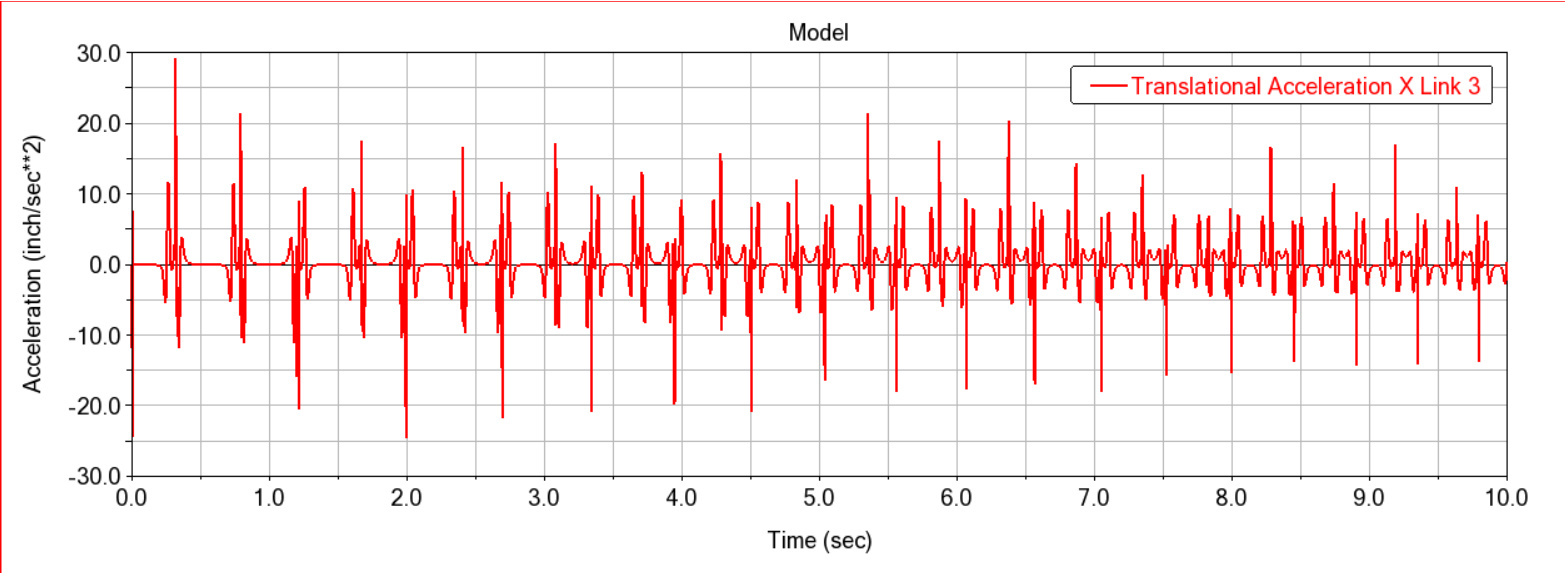 Model
Translational Acceleration X Link 3
Acceleration (inch/sec**2)
30.0
20.0
10.0
0.0
-10.0
-20.0
-30.0
0.0 1.0 2.0 3.0 4.0 5.0 6.0 7.0 8.0 9.0 10.0
Time (sec)